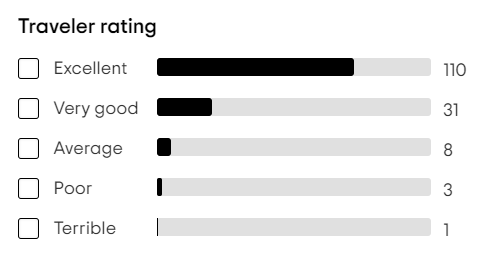 Traveler rating
Excellent 110
Very good 31
Average 8
Poor 3
Terrible 1